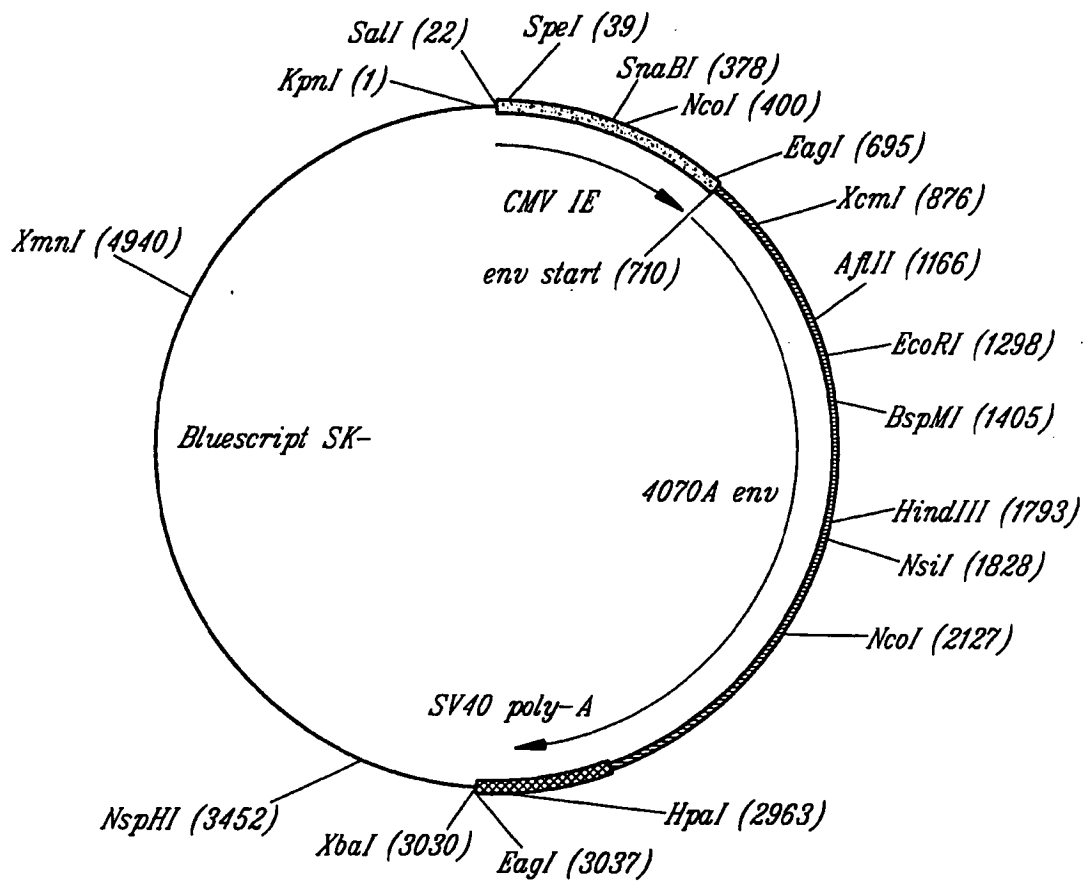 SalI (22)
SpeI (39)
KpnI (1)
SnaBI (378)
NcoI (400)
EagI (695)
XcmI (876)
CMV IE
XmnI (4940)
env start (710)
AflII (1166)
EcoRI (1298)
BspMI (1405)
Bluescript SK-
4070A env
HindIII (1793)
NsiI (1828)
NcoI (2127)
SV40 poly-A
NspHI (3452)
HpaI (2963)
XbaI (3030)
EagI (3037)